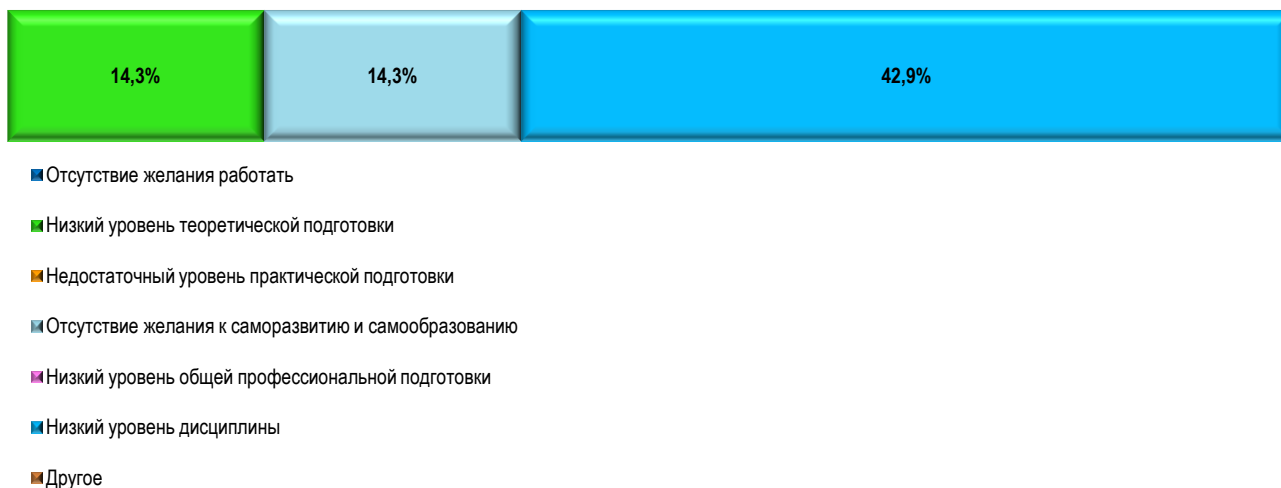 14,3% 14,3% 42,9%
Отсутствие желания работать
Низкий уровень теоретической подготовки
Недостаточный уровень практической подготовки
Отсутствие желания к саморазвитию и самообразованию
Низкий уровень общей профессиональной подготовки
Низкий уровень дисциплины
Другое